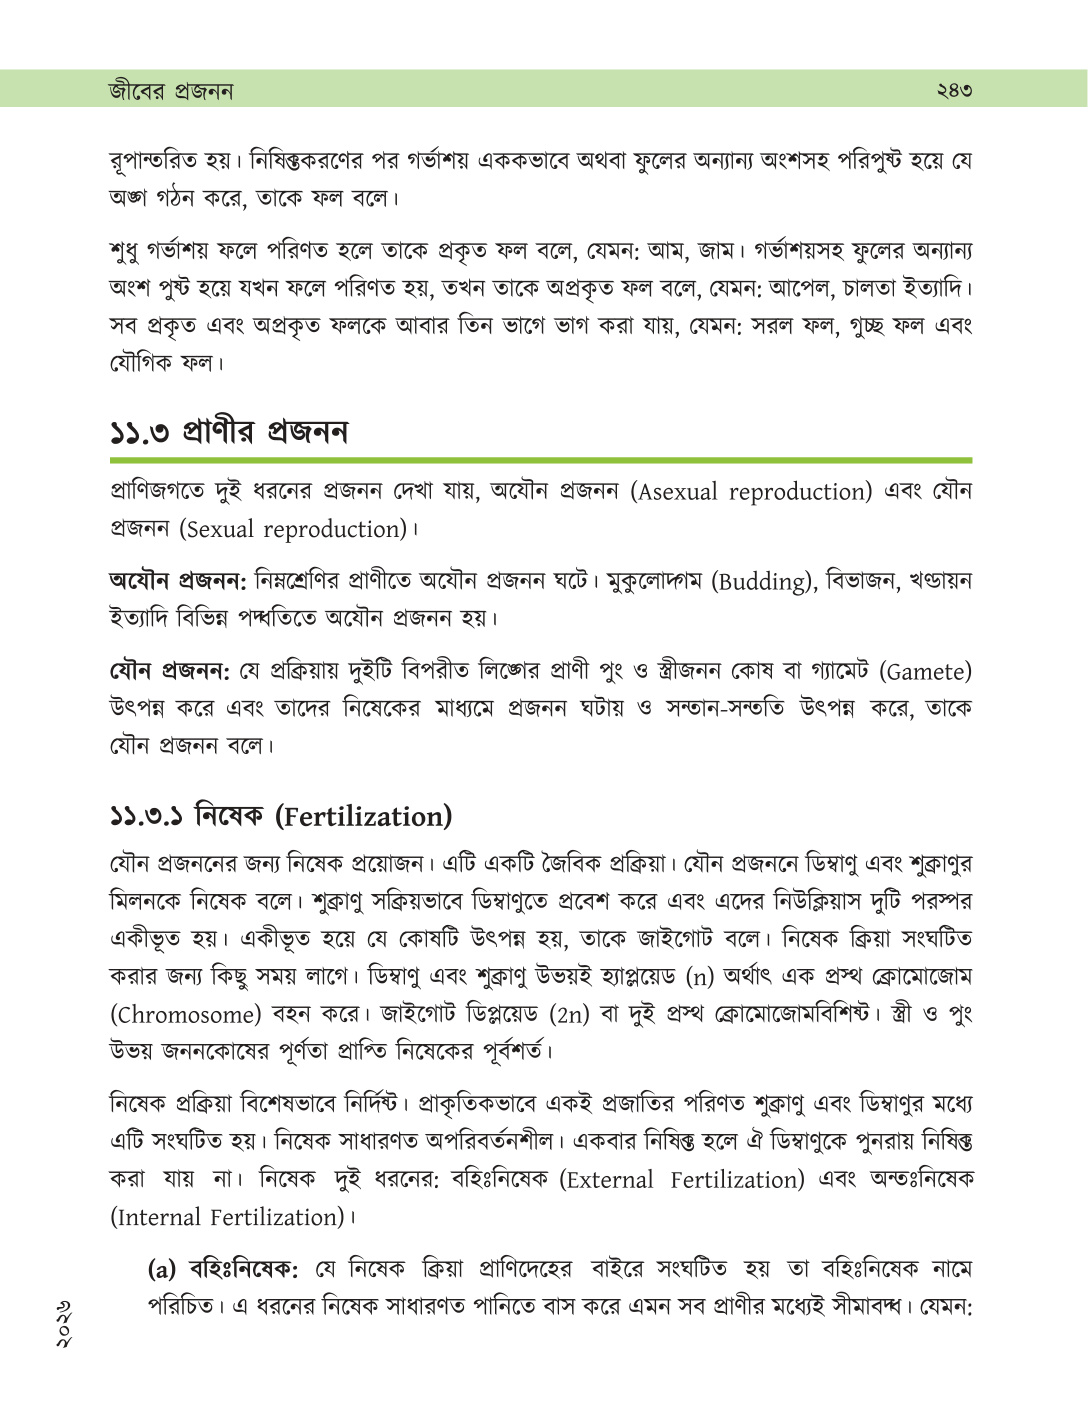 জীবের প্রজনন ২৪৩
রূপান্তরিত হয়। নিষিক্তকরণের পর গর্ভাশয় এককভাবে অথবা ফুলের অন্যান্য অংশসহ পরিপুষ্ট হয়ে যে
অঙ্গ গঠন করে, তাকে ফল বলে।
শুধু গর্ভাশয় ফলে পরিণত হলে তাকে প্রকৃত ফল বলে, যেমন: আম, জাম। গর্ভাশয়সহ ফুলের অন্যান্য
অংশ পুষ্ট হয়ে যখন ফলে পরিণত হয়, তখন তাকে অপ্রকৃত ফল বলে, যেমন: আপেল, চালতা ইত্যাদি।
সব প্রকৃত এবং অপ্রকৃত ফলকে আবার তিন ভাগে ভাগ করা যায়, যেমন: সরল ফল, গুচ্ছ ফল এবং
যৌগিক ফল।
১১.৩ প্রাণীর প্রজনন
প্রাণিজগতে দুই ধরনের প্রজনন দেখা যায়, অযৌন প্রজনন (Asexual reproduction) এবং যৌন
প্রজনন (Sexual reproduction)।
অযৌন প্রজনন: নিম্নশ্রেণির প্রাণীতে অযৌন প্রজনন ঘটে। মুকুলোদ্গম (Budding), বিভাজন, খণ্ডায়ন
ইত্যাদি বিভিন্ন পদ্ধতিতে অযৌন প্রজনন হয়।
যৌন প্রজনন: যে প্রক্রিয়ায় দুইটি বিপরীত লিঙ্গের প্রাণী পুং ও স্ত্রীজনন কোষ বা গ্যামেট (Gamete)
উৎপন্ন করে এবং তাদের নিষেকের মাধ্যমে প্রজনন ঘটায় ও সন্তান-সন্ততি উৎপন্ন করে, তাকে
যৌন প্রজনন বলে।
১১.৩.১ নিষেক (Fertilization)
যৌন প্রজননের জন্য নিষেক প্রয়োজন। এটি একটি জৈবিক প্রক্রিয়া। যৌন প্রজননে ডিম্বাণু এবং শুক্রাণুর
মিলনকে নিষেক বলে। শুক্রাণু সক্রিয়ভাবে ডিম্বাণুতে প্রবেশ করে এবং এদের নিউক্লিয়াস দুটি পরস্পর
একীভূত হয়। একীভূত হয়ে যে কোষটি উৎপন্ন হয়, তাকে জাইগোট বলে। নিষেক ক্রিয়া সংঘটিত
করার জন্য কিছু সময় লাগে। ডিম্বাণু এবং শুক্রাণু উভয়ই হ্যাপ্লয়েড (n) অর্থাৎ এক প্রস্থ ক্রোমোজোম
(Chromosome) বহন করে। জাইগোট ডিপ্লয়েড (2n) বা দুই প্রস্থ ক্রোমোজোমবিশিষ্ট। স্ত্রী ও পুং
উভয় জননকোষের পূর্ণতা প্রাপ্তি নিষেকের পূর্বশর্ত।
নিষেক প্রক্রিয়া বিশেষভাবে নির্দিষ্ট। প্রাকৃতিকভাবে একই প্রজাতির পরিণত শুক্রাণু এবং ডিম্বাণুর মধ্যে
এটি সংঘটিত হয়। নিষেক সাধারণত অপরিবর্তনশীল। একবার নিষিক্ত হলে ঐ ডিম্বাণুকে পুনরায় নিষিক্ত
করা যায় না। নিষেক দুই ধরনের: বহিঃনিষেক (External Fertilization) এবং অন্তঃনিষেক
(Internal Fertilization)।
(a) বহিঃনিষেক: যে নিষেক ক্রিয়া প্রাণিদেহের বাইরে সংঘটিত হয় তা বহিঃনিষেক নামে
পরিচিত। এ ধরনের নিষেক সাধারণত পানিতে বাস করে এমন সব প্রাণীর মধ্যেই সীমাবদ্ধ। যেমন:
২০২৬